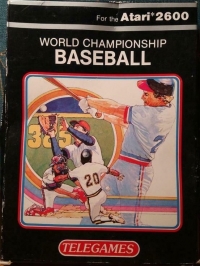 For the Atari® 2600
WORLD CHAMPIONSHIP
BASEBALL
20
TELEGAMES